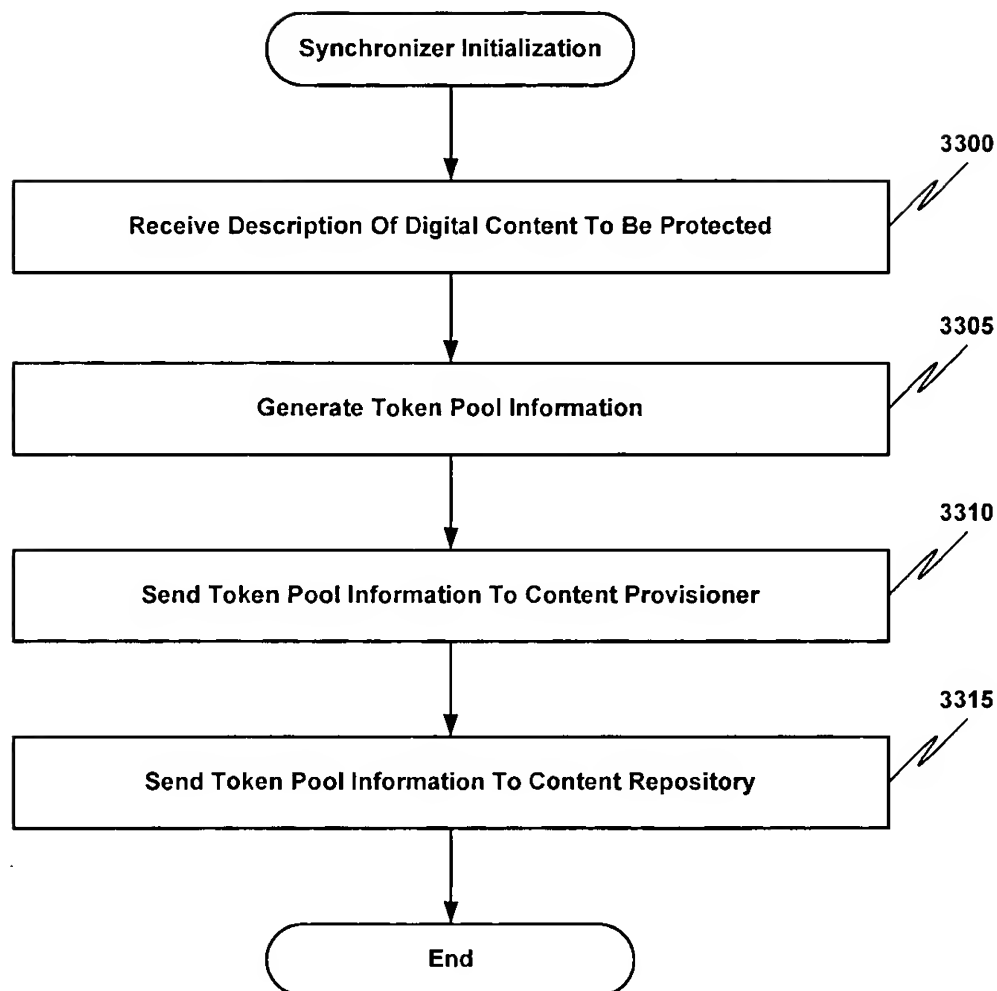 Synchronizer Initialization
3300
Receive Description Of Digital Content To Be Protected
3305
Generate Token Pool Information
3310
Send Token Pool Information To Content Provisioner
3315
Send Token Pool Information To Content Repository
End